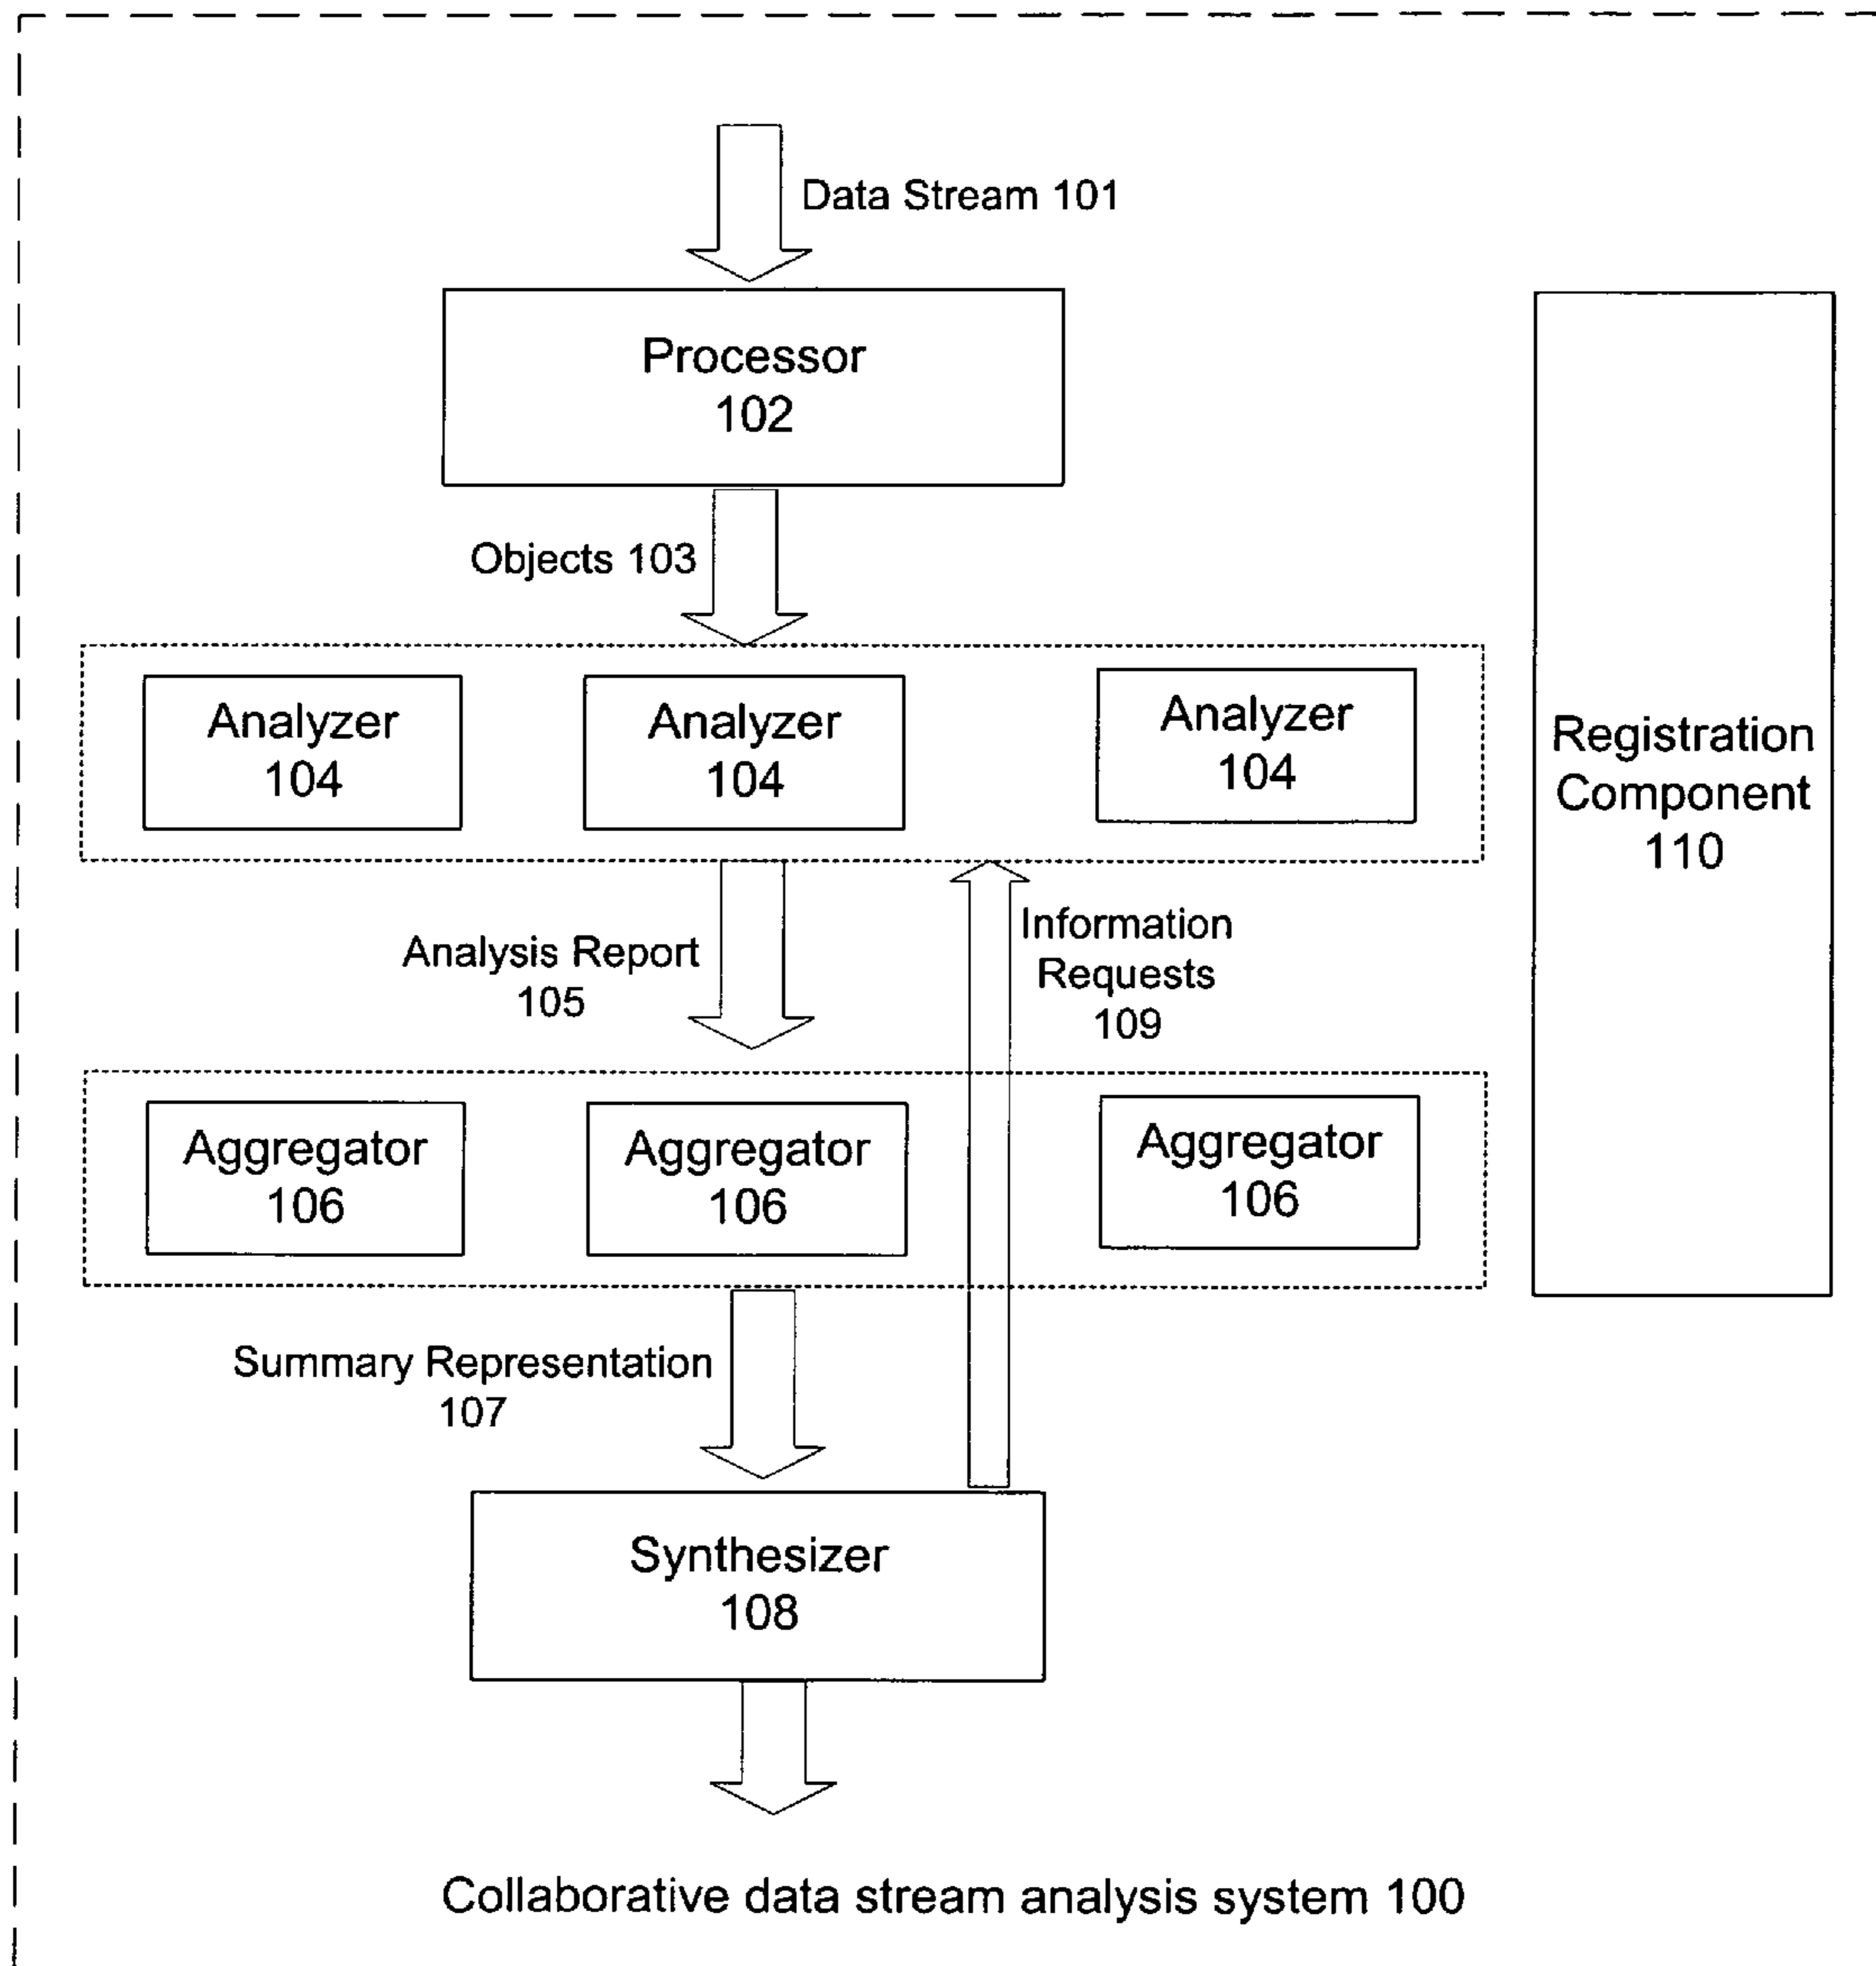 Data Stream 101
Processor
102
Objects 103
Analyzer
104
Analyzer
104
Analyzer
104
Registration
Component
110
Analysis Report
105
Information
Requests
109
Aggregator
106
Aggregator
106
Aggregator
106
Summary Representation
107
Synthesizer
108
Collaborative data stream analysis system 100